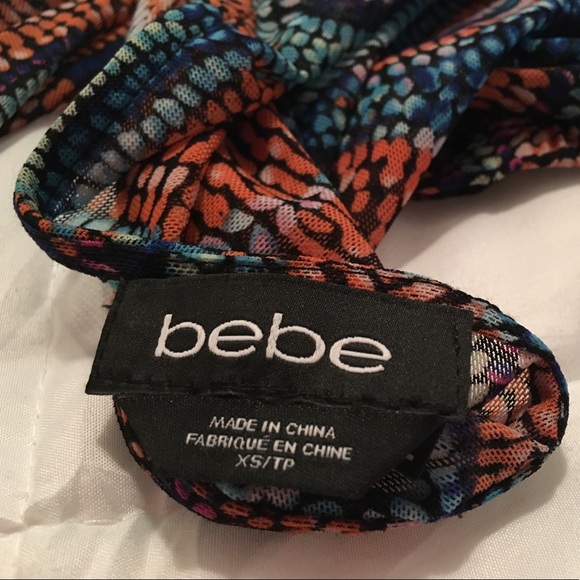 bebe
MADE IN CHINA
FABRIQUÉ EN CHINE
XS/TP